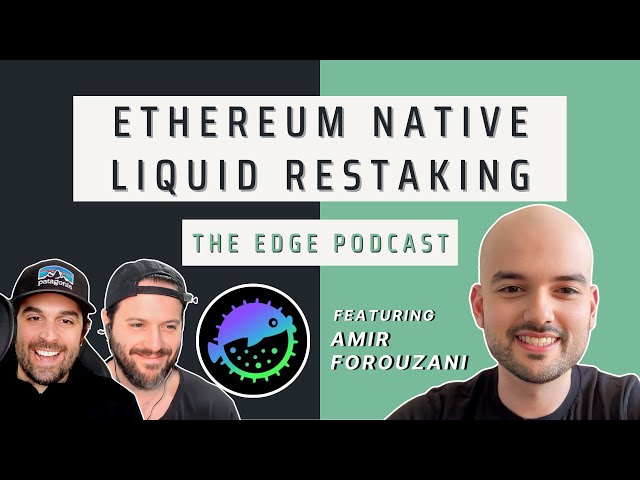 ETHEREUM NATIVE
LIQUID RESTAKING
THE EDGE PODCAST
FEATURING
AMIR
FOROUZANI
patagonia